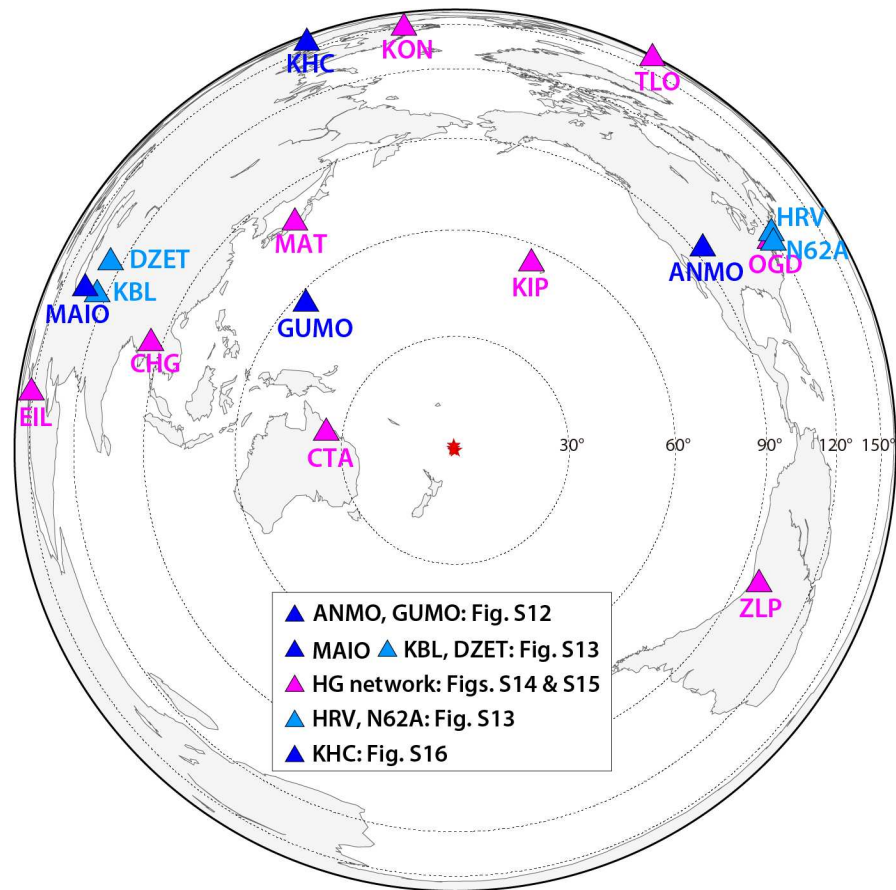 KON
KHC
TLO
HRV
MAT
N62A
DZET
OGD
ANMO
KIP
KBL
MAIO
GUMO
CHG
EIL
CTA
30°
60°
90°
120°
150°
ZLP
ANMO, GUMO: Fig. S12
MAIO KBL, DZET: Fig. S13
HG network: Figs. S14 & S15
HRV, N62A: Fig. S13
KHC: Fig. S16